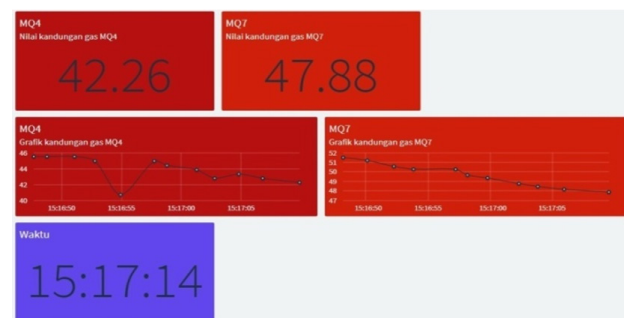 MQ4
Nilai kandungan gas MQ4
42.26
MQ7
Nilai kandungan gas MQ7
47.88
MQ4
Grafik kandungan gas MQ4
46
44
42
40
15:16:50 15:16:55 15:17:00 15:17:05
MQ7
Grafik kandungan gas MQ7
52
51
50
49
48
47
15:16:50 15:16:55 15:17:00 15:17:05
Waktu
15:17:14